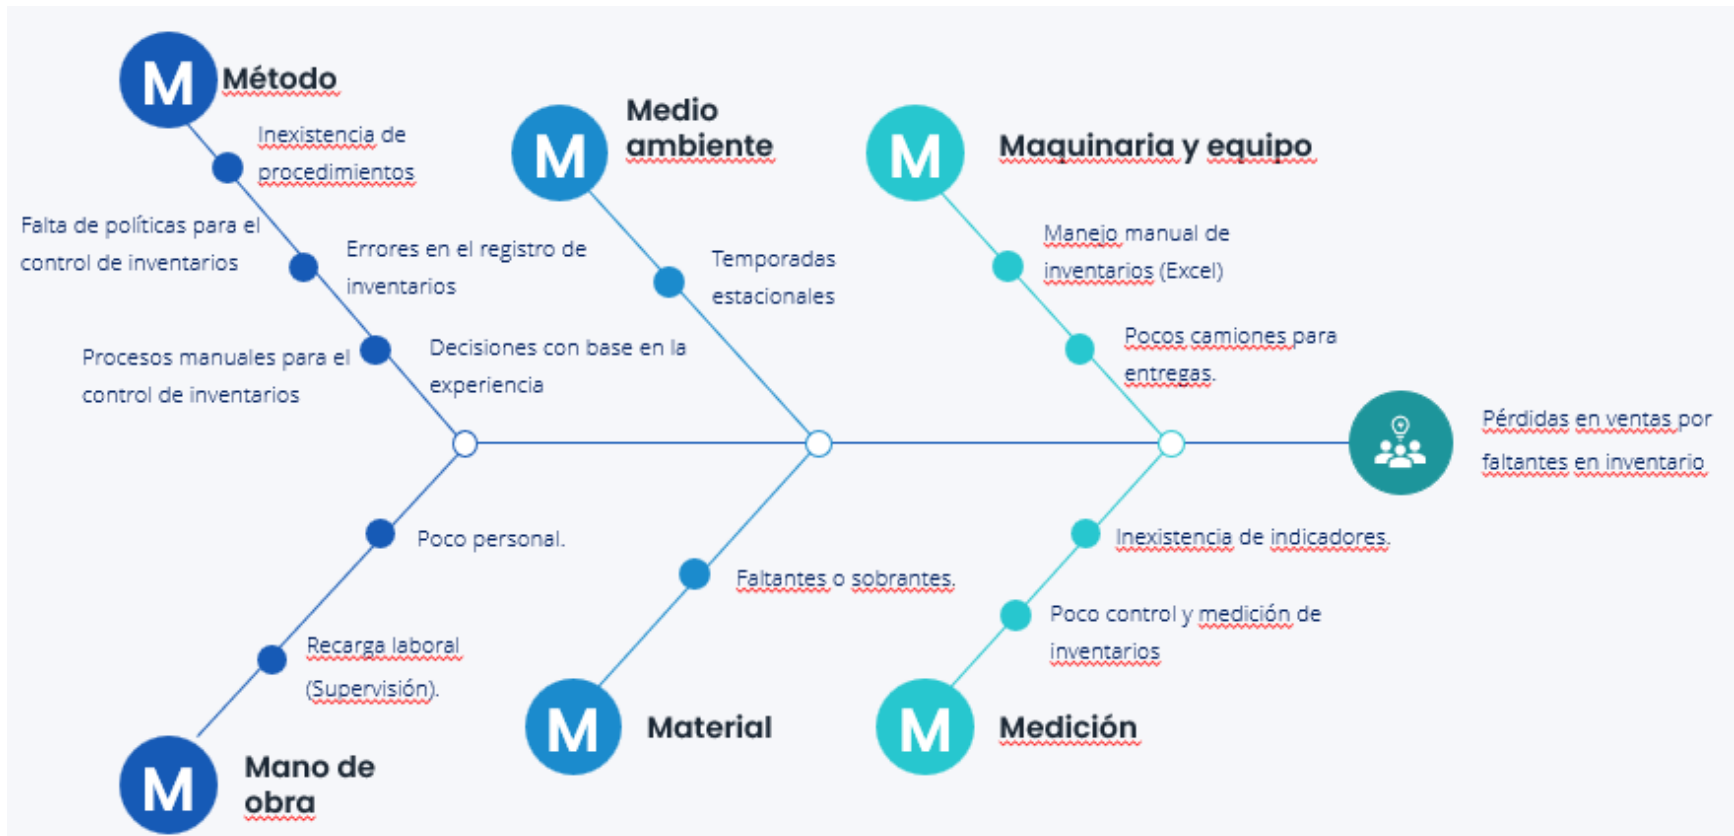 M
Método
Inexistencia de
procedimientos
Falta de políticas para el
control de inventarios
Errores en el registro de
inventarios
Procesos manuales para el
control de inventarios
Decisiones con base en la
experiencia
M
Medio
ambiente
Temporadas
estacionales
M
Maquinaria y equipo
Manejo manual de
inventarios (Excel)
Pocos camiones para
entregas.
Pérdidas en ventas por
faltantes en inventario
Poco personal.
Recarga laboral
(Supervisión).
M
Mano de
obra
Faltantes o sobrantes.
M
Material
Inexistencia de indicadores.
Poco control y medición de
inventarios
M
Medición